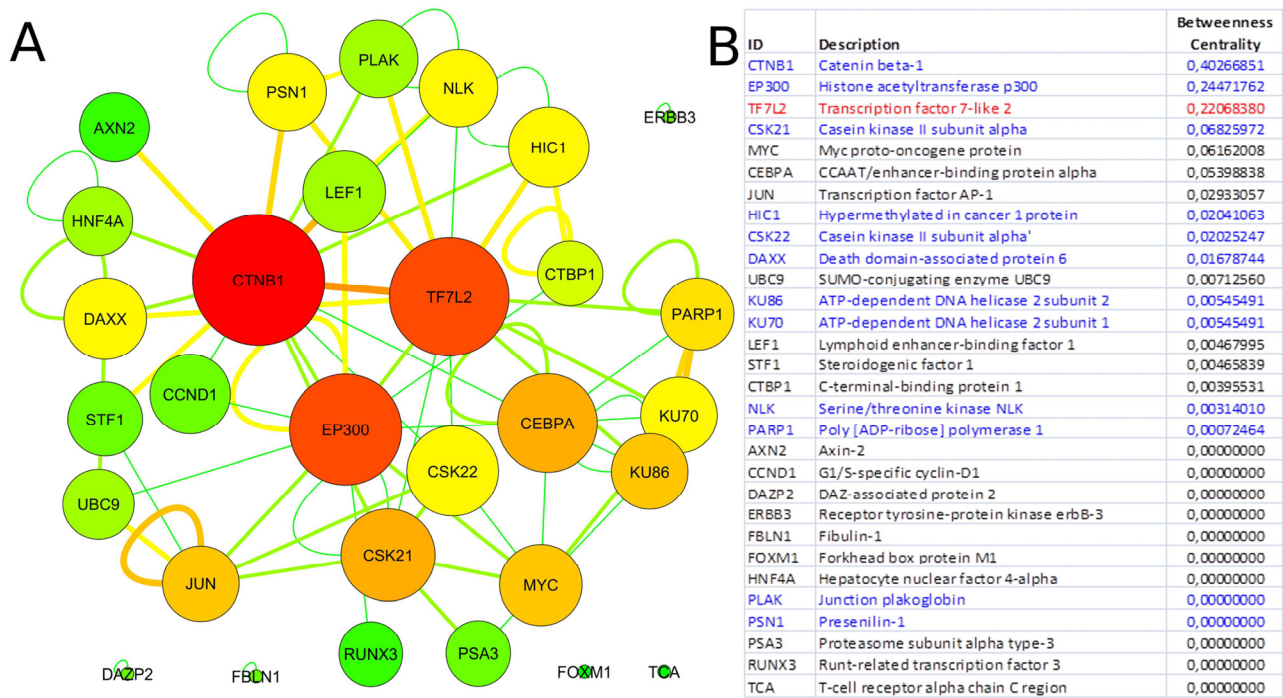 A
PLAK
NLK
PSN1
ERBB3
AXN2
HIC1
LEF1
HNF4A
CTBP1
CTNB1
TF7L2
PARP1
DAXX
CCND1
STF1
KU70
EP300
CEBPA
CSK22
KU86
UBC9
CSK21
JUN
MYC
RUNX3
PSA3
DAZP2
FBLN1
FOXM1
TCA
B
Betweenness
ID Description Centrality
CTNB1 Catenin beta-1 0,40266851
EP300 Histone acetyltransferase p300 0,24471762
TF7L2 Transcription factor 7-like 2 0,22068380
CSK21 Casein kinase II subunit alpha 0,06825972
MYC Myc proto-oncogene protein 0,06162008
CEBPA CCAAT/enhancer-binding protein alpha 0,05398838
JUN Transcription factor AP-1 0,02933057
HIC1 Hypermethylated in cancer 1 protein 0,02041063
CSK22 Casein kinase II subunit alpha' 0,02025247
DAXX Death domain-associated protein 6 0,01678744
UBC9 SUMO-conjugating enzyme UBC9 0,00712560
KU86 ATP-dependent DNA helicase 2 subunit 2 0,00545491
KU70 ATP-dependent DNA helicase 2 subunit 1 0,00545491
LEF1 Lymphoid enhancer-binding factor 1 0,00467995
STF1 Steroidogenic factor 1 0,00465839
CTBP1 C-terminal-binding protein 1 0,00395531
NLK Serine/threonine kinase NLK 0,00314010
PARP1 Poly [ADP-ribose] polymerase 1 0,00072464
AXN2 Axin-2 0,00000000
CCND1 G1/S-specific cyclin-D1 0,00000000
DAZP2 DAZ-associated protein 2 0,00000000
ERBB3 Receptor tyrosine-protein kinase erbB-3 0,00000000
FBLN1 Fibulin-1 0,00000000
FOXM1 Forkhead box protein M1 0,00000000
HNF4A Hepatocyte nuclear factor 4-alpha 0,00000000
PLAK Junction plakoglobin 0,00000000
PSN1 Presenilin-1 0,00000000
PSA3 Proteasome subunit alpha type-3 0,00000000
RUNX3 Runt-related transcription factor 3 0,00000000
TCA T-cell receptor alpha chain C region 0,00000000